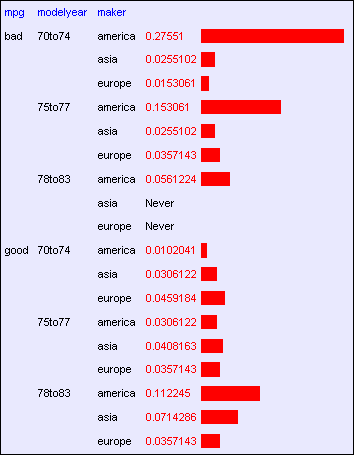 mpg modelyear maker
bad 70to74 america 0.27551
asia 0.0255102
europe 0.0153061
75to77 america 0.153061
asia 0.0255102
europe 0.0357143
78to83 america 0.0561224
asia Never
europe Never
good 70to74 america 0.0102041
asia 0.0306122
europe 0.0459184
75to77 america 0.0306122
asia 0.0408163
europe 0.0357143
78to83 america 0.112245
asia 0.0714286
europe 0.0357143